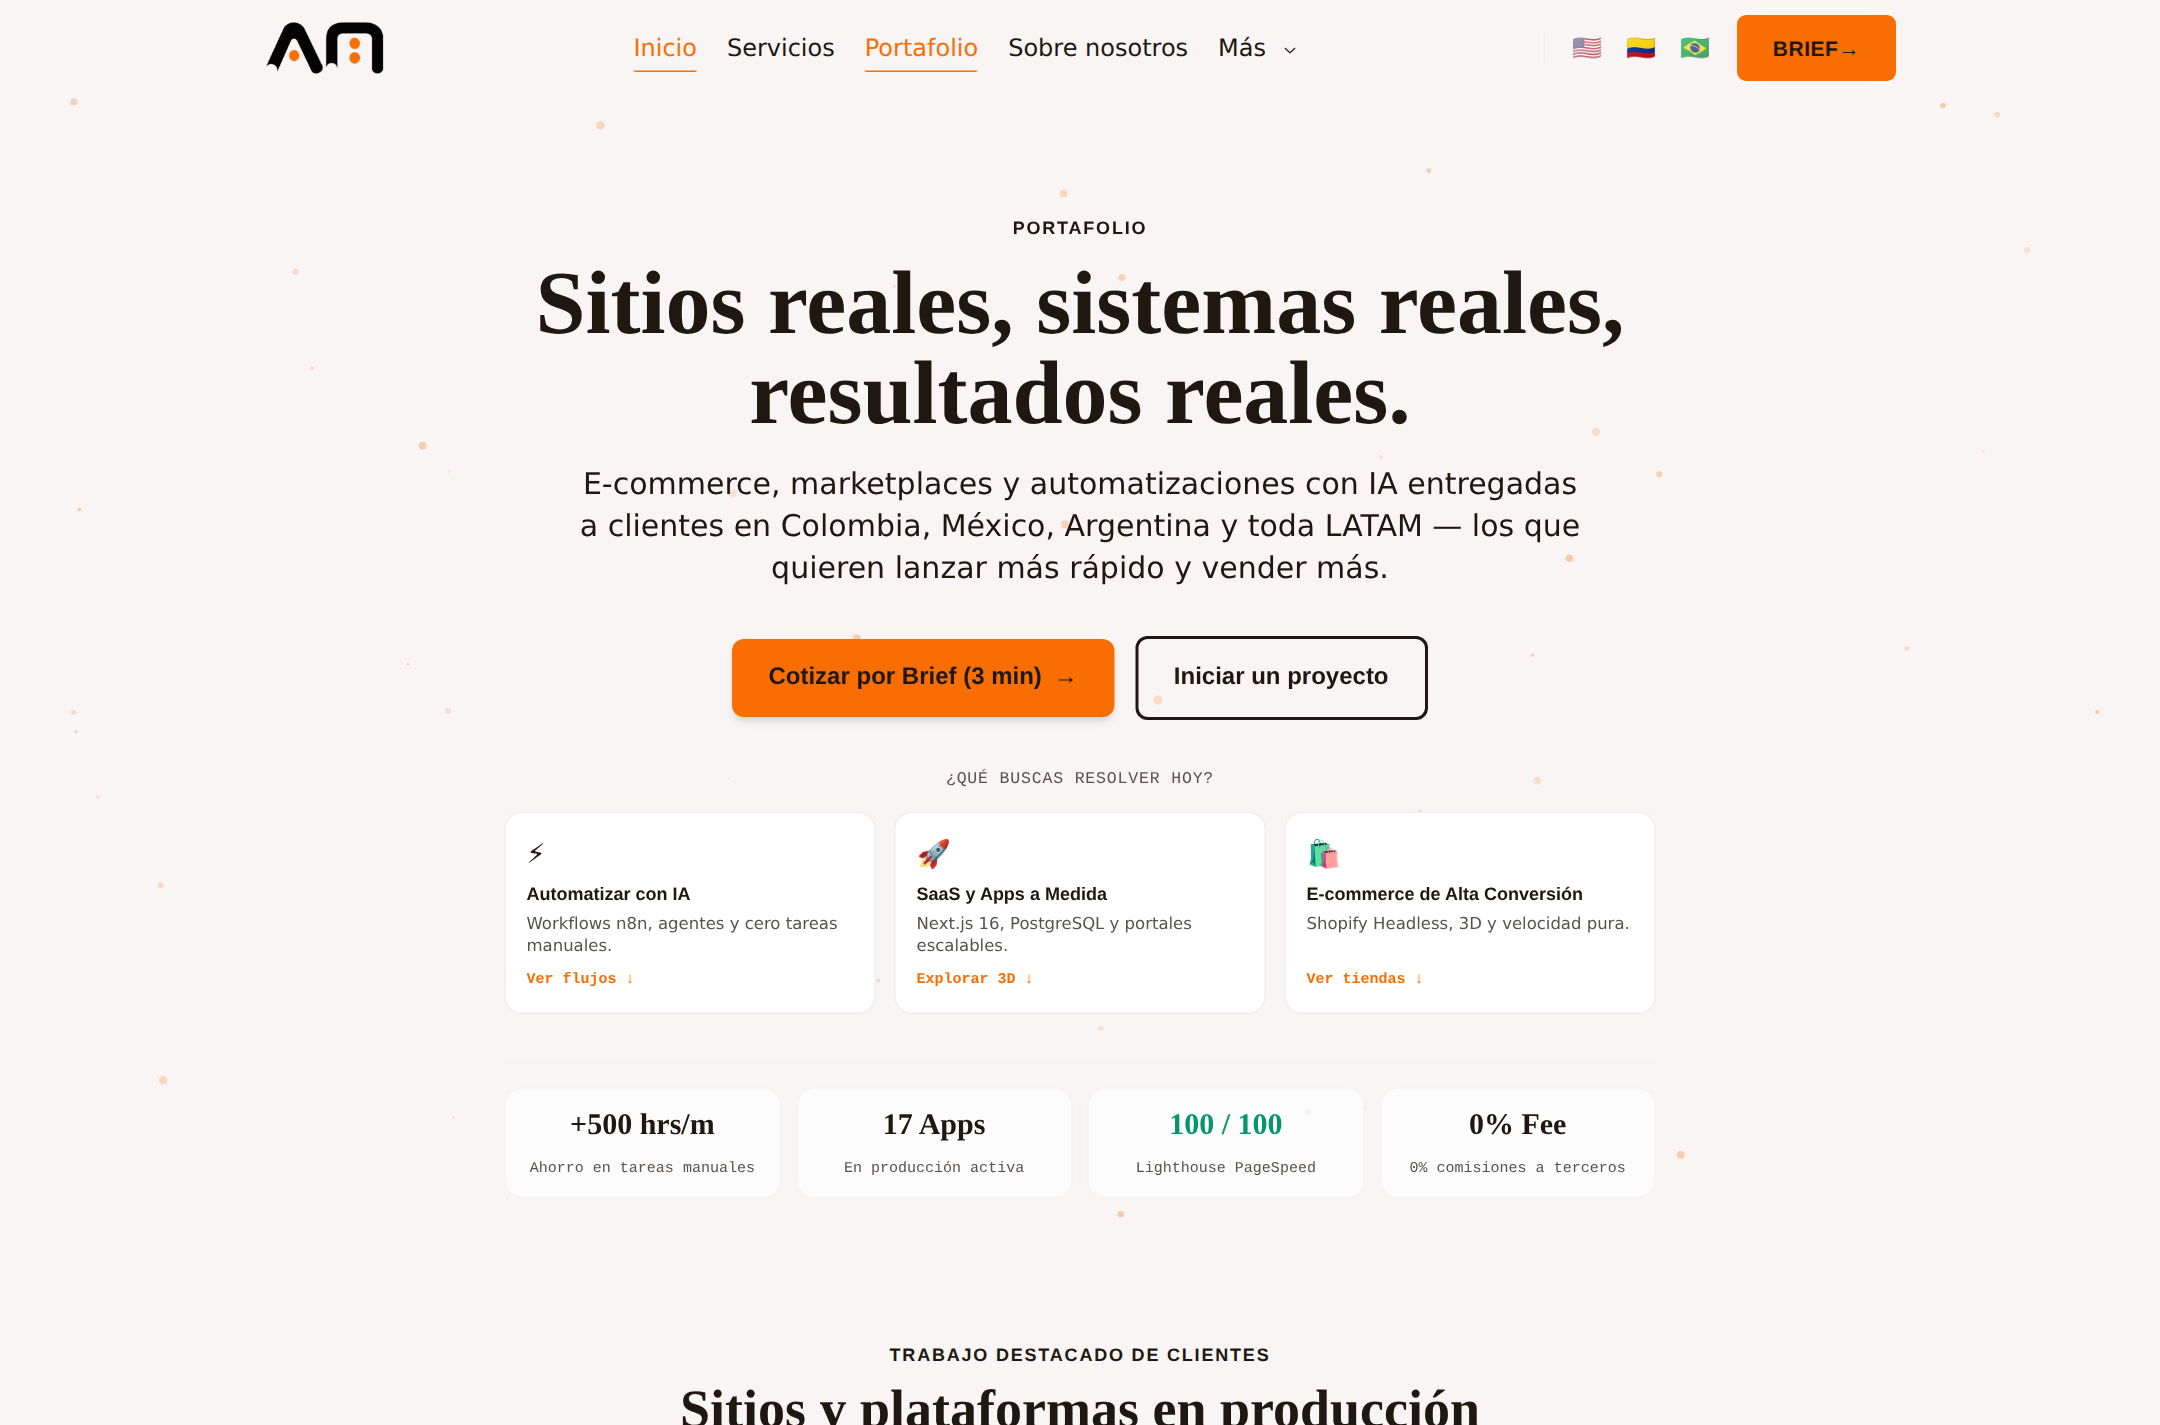 Inicio Servicios Portafolio Sobre nosotros Más BRIEF→
PORTAFOLIO
Sitios reales, sistemas reales,
resultados reales.
E-commerce, marketplaces y automatizaciones con IA entregadas
a clientes en Colombia, México, Argentina y toda LATAM — los que
quieren lanzar más rápido y vender más.
Cotizar por Brief (3 min) →
Iniciar un proyecto
¿QUÉ BUSCAS RESOLVER HOY?
Automatizar con IA
Workflows n8n, agentes y cero tareas
manuales.
Ver flujos ↓
SaaS y Apps a Medida
Next.js 16, PostgreSQL y portales
escalables.
Explorar 3D ↓
E-commerce de Alta Conversión
Shopify Headless, 3D y velocidad pura.
Ver tiendas ↓
+500 hrs/m
Ahorro en tareas manuales
17 Apps
En producción activa
100 / 100
Lighthouse PageSpeed
0% Fee
0% comisiones a terceros
TRABAJO DESTACADO DE CLIENTES
Sitios y plataformas en producción